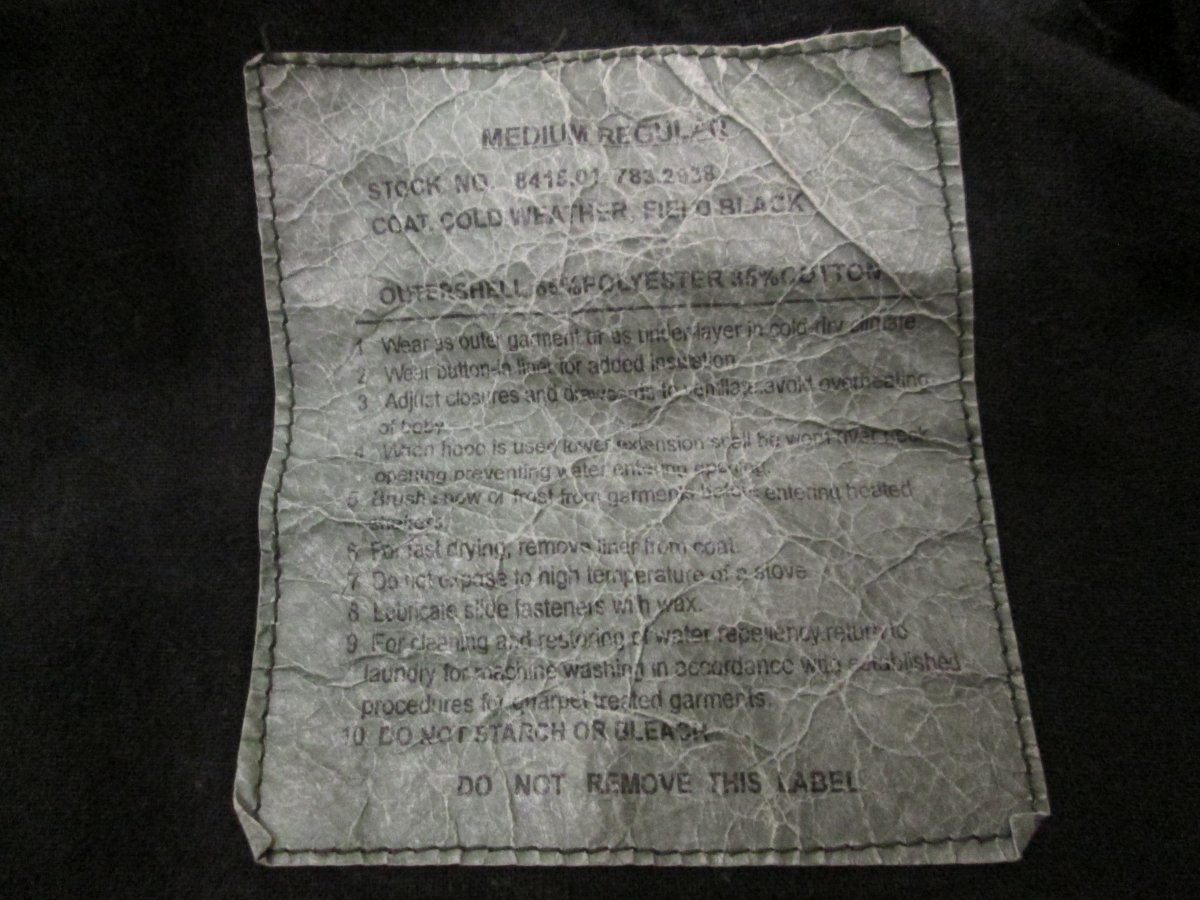 MEDIUM REGULAR
STOCK NO. 8415.01 783.2938
COAT, COLD WEATHER, FIELD BLACK
OUTERSHELL 65%POLYESTER 35%COTTON
1 Wear as outer garment or as under-layer in cold-dry climate
2 Wear button-in liner for added insulation
3 Adjust closures and drawcords to ventilate:avoid overheating
of body.
4 When hood is used lower extension shall be worn over neck
opening preventing water entering opening.
5 Brush snow or frost from garments before entering heated
shelters.
6 For fast drying, remove liner from coat.
7 Do not expose to high temperature of a stove
8 Lubricate slide fasteners with wax.
9 For cleaning and restoring of water repellency,return to
laundry for machine washing in accordance with established
procedures for quarpel treated garments.
10 DO NOT STARCH OR BLEACH
DO NOT REMOVE THIS LABEL